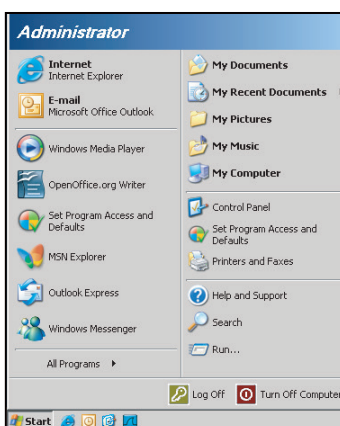 Administrator
Internet
Internet Explorer
E-mail
Microsoft Office Outlook
Windows Media Player
OpenOffice.org Writer
Set Program Access and
Defaults
MSN Explorer
Outlook Express
Windows Messenger
All Programs
My Documents
My Recent Documents
My Pictures
My Music
My Computer
Control Panel
Set Program Access and
Defaults
Printers and Faxes
Help and Support
Search
Run...
Log Off
Turn Off Computer
Start